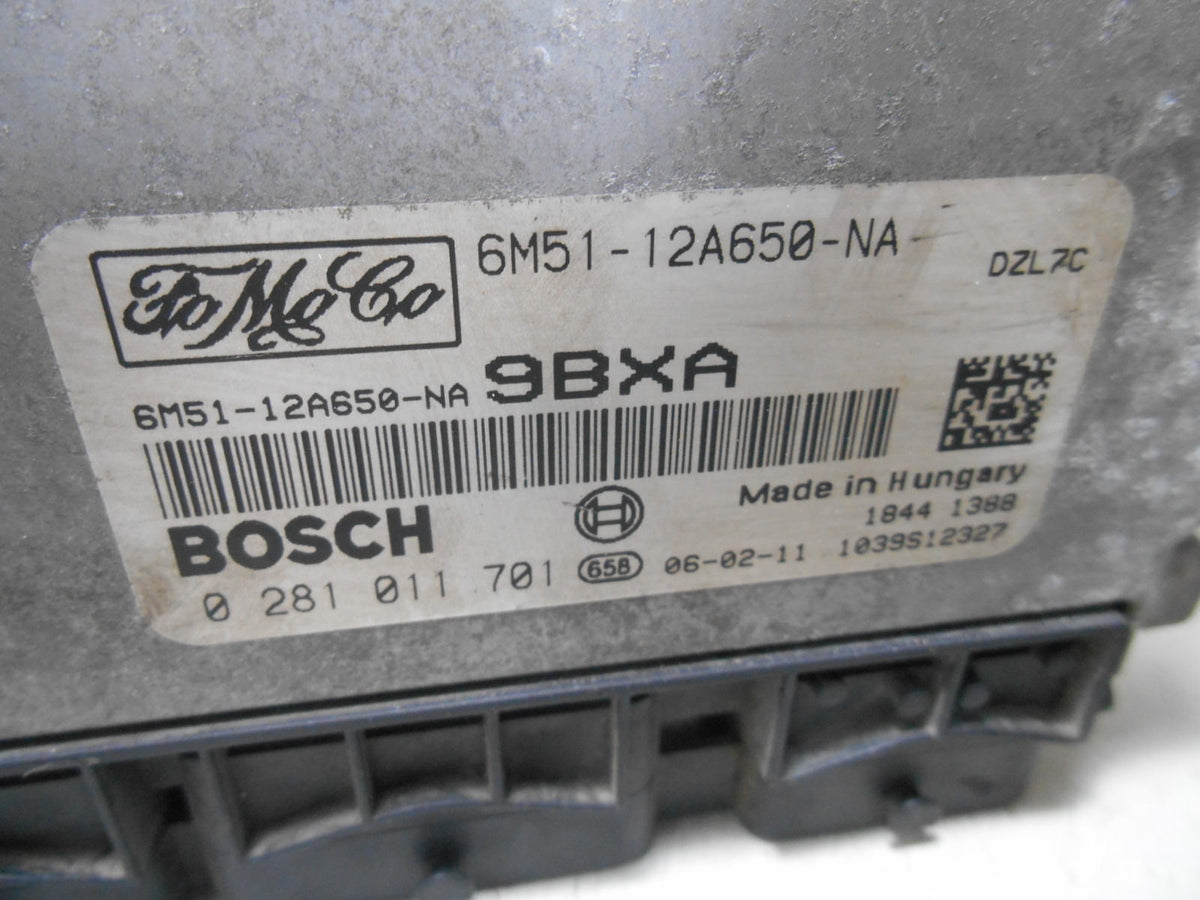 FoMoCo
6M51-12A650-NA
DZL7C
6M51-12A650-NA
9BXA
Made in Hungary
BOSCH
1844 1388
0 281 011 701
658
06-02-11
1039S12327